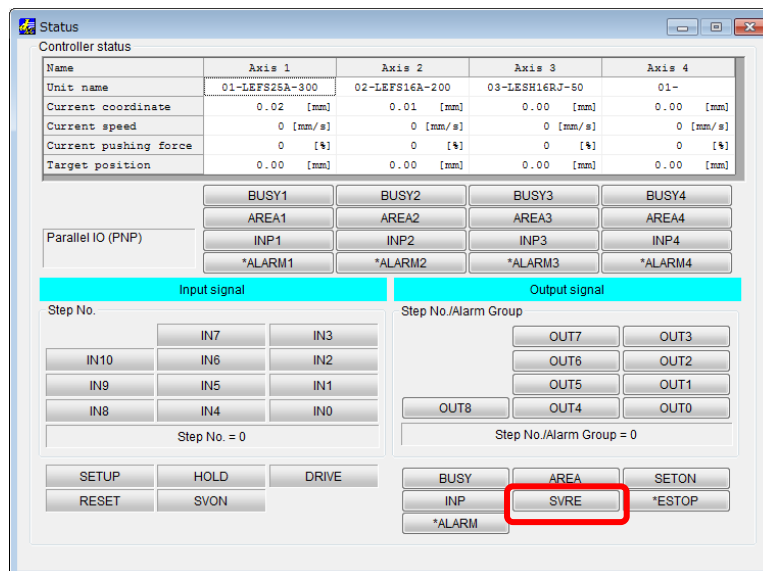 Status
Controller status
Name Axis 1 Axis 2 Axis 3 Axis 4
Unit name 01-LEFS25A-300 02-LEFS16A-200 03-LESH16RJ-50 01-
Current coordinate 0.02 [mm] 0.01 [mm] 0.00 [mm] 0.00 [mm]
Current speed 0 [mm/s] 0 [mm/s] 0 [mm/s] 0 [mm/s]
Current pushing force 0 [%] 0 [%] 0 [%] 0 [%]
Target position 0.00 [mm] 0.00 [mm] 0.00 [mm] 0.00 [mm]
BUSY1 BUSY2 BUSY3 BUSY4
AREA1 AREA2 AREA3 AREA4
Parallel IO (PNP) INP1 INP2 INP3 INP4
*ALARM1 *ALARM2 *ALARM3 *ALARM4
Input signal Output signal
Step No. Step No./Alarm Group
IN7 IN3 OUT7 OUT3
IN10 IN6 IN2 OUT6 OUT2
IN9 IN5 IN1 OUT5 OUT1
IN8 IN4 IN0 OUT8 OUT4 OUT0
Step No. = 0 Step No./Alarm Group = 0
SETUP HOLD DRIVE BUSY AREA SETON
RESET SVON INP SVRE *ESTOP
*ALARM